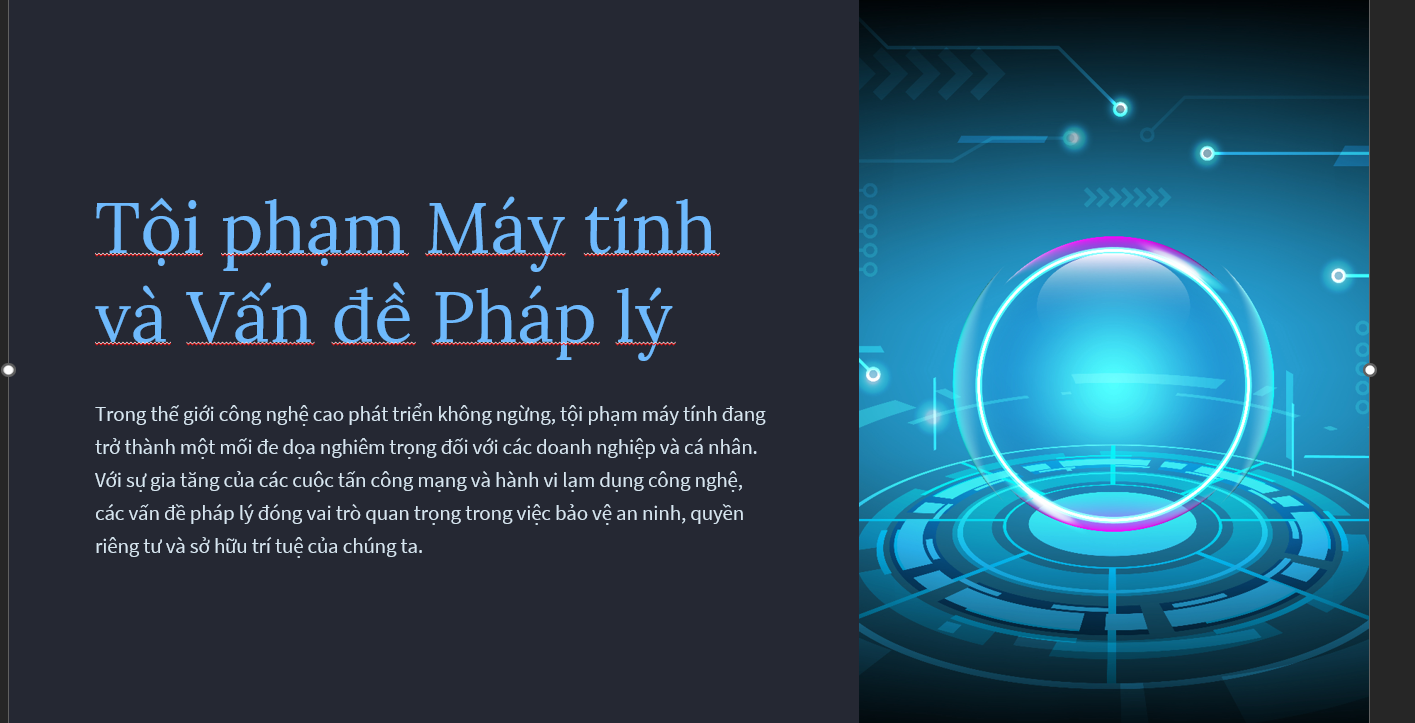 Tội phạm Máy tính
và Vấn đề Pháp lý
Trong thế giới công nghệ cao phát triển không ngừng, tội phạm máy tính đang
trở thành một mối đe dọa nghiêm trọng đối với các doanh nghiệp và cá nhân.
Với sự gia tăng của các cuộc tấn công mạng và hành vi lạm dụng công nghệ,
các vấn đề pháp lý đóng vai trò quan trọng trong việc bảo vệ an ninh, quyền
riêng tư và sở hữu trí tuệ của chúng ta.